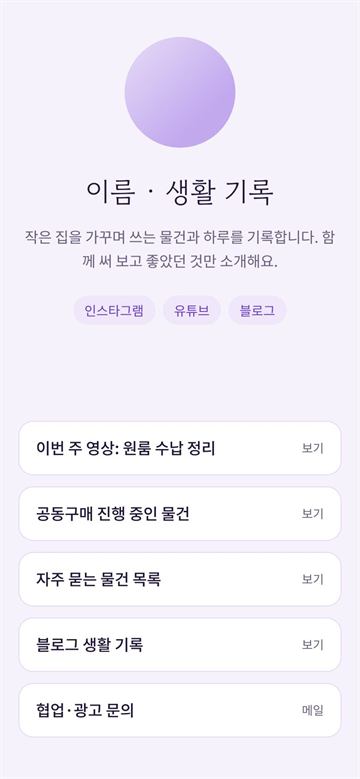 이름 · 생활 기록
작은 집을 가꾸며 쓰는 물건과 하루를 기록합니다. 함
께 써 보고 좋았던 것만 소개해요.
인스타그램 유튜브 블로그
이번 주 영상: 원룸 수납 정리 보기
공동구매 진행 중인 물건 보기
자주 묻는 물건 목록 보기
블로그 생활 기록 보기
협업·광고 문의 메일